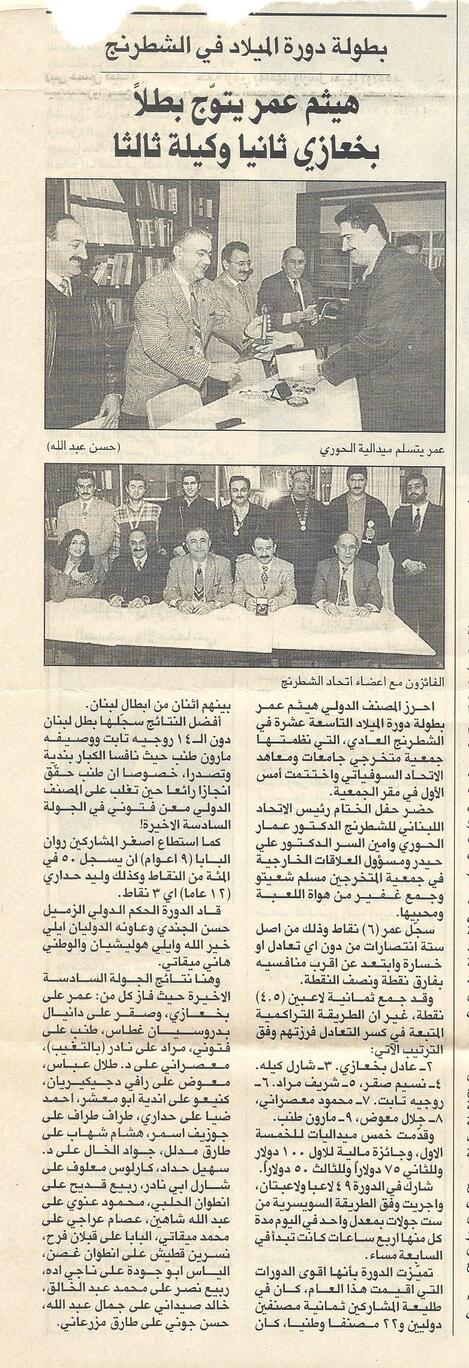 بطولة دورة الميلاد في الشطرنج
هيثم عمر يتوّج بطلاً
بخعازي ثانيا وكيلة ثالثا
عمر يتسلم ميدالية الحوري
(حسن عبد الله)
الفائزون مع اعضاء اتحاد الشطرنج
احرز المصنف الدولي هيثم عمر
بطولة دورة الميلاد التاسعة عشرة في
الشطرنج العادي، التي نظمتها
جمعية متخرجي جامعات ومعاهد
الاتحاد السوفياتي واختتمت أمس
الأول في مقر الجمعية.
حضر حفل الختام رئيس الاتحاد
اللبناني للشطرنج الدكتور عمار
الحوري وامين السر الدكتور علي
حيدر ومسؤول العلاقات الخارجية
في جمعية المتخرجين مسلم شعيتو
وجمع غفير من هواة اللعبة
ومحبيها.
سجّل عمر (٦) نقاط وذلك من اصل
ستة انتصارات من دون اي تعادل او
خسارة وابتعد عن اقرب منافسيه
بفارق نقطة ونصف النقطة.
وقد جمع ثمانية لاعبين (٤.٥)
نقطة، غير ان الطريقة التراكمية
المتبعة في كسر التعادل فرزتهم وفق
الترتيب الآتي:
٢ـ عادل بخعازي. ٣ـ شارل كيله.
٤ـ نسيم صقر، ٥ـ شريف مراد. ٦ـ
روجيه ثابت. ٧ـ محمود معصراني،
٨ـ جلال معوض، ٩ـ مارون طنب.
وقدّمت خمس ميداليات للخمسة
الاول، وجائزة مالية للاول ١٠٠ دولار
وللثاني ٧٥ دولاراً وللثالث ٥٠ دولاراً.
شارك في الدورة ٤٩ لاعبا ولاعبتان،
واجريت وفق الطريقة السويسرية من
ست جولات بمعدل واحد في اليوم مدة
كل منها اربع ساعات كانت تبدأ في
السابعة مساء.
تميّزت الدورة بأنها اقوى الدورات
التي اقيمت هذا العام، كان في
طليعة المشاركين ثمانية مصنفين
دوليين و٢٢ مصنفا وطنيا، كان
بينهم اثنان من ابطال لبنان.
أفضل النتائج سجلها بطل لبنان
دون الـ١٤ روجيه ثابت ووصيفه
مارون طنب حيث نافسا الكبار بندية
وتصدرا، خصوصا ان طنب حقّق
انجازا رائعا حين تغلب على المصنف
الدولي معن فتوني في الجولة
السادسة الاخيرة!
كما استطاع اصغر المشاركين روان
البابا (٩ اعوام) ان يسجل ٥٠ في
المئة من النقاط وكذلك وليد حداري
(١٢ عاما) اي ٣ نقاط.
قاد الدورة الحكم الدولي الزميل
حسن الجندي وعاونه الدوليان ايلي
خير الله وايلي هوليشيان والوطني
هاني ميقاتي.
وهنا نتائج الجولة السادسة
الاخيرة حيث فاز كل من: عمر على
بخعازي، وصقر على دانيال
بدروسيان غطاس، طنب على
فتوني، مراد على نادر (بالتغيب)،
معصراني على د. طلال عباس،
معوض على رافي دجيكيريان،
كنيعو على اندية ابو معشر، احمد
ضيا على حداري، طراف طراف على
جوزيف اسمر، هشام شهاب على
طارق مدلل، جواد الخال على د.
سهيل حداد، كارلوس معلوف على
شارل ابي نادر، ربيع قديح على
انطوان الحلبي، محمود عنوي على
عبد الله شاهين، عصام عراجي على
محمد ميقاتي، البابا على قبلان فرح،
نسرين قطيش على انطوان غصن،
الياس ابو جودة على ناجي اده،
ربيع نصر على محمد عبد الخالق،
خالد صيداني على جمال عبد الله،
حسن جوني على طارق مزرعاني.